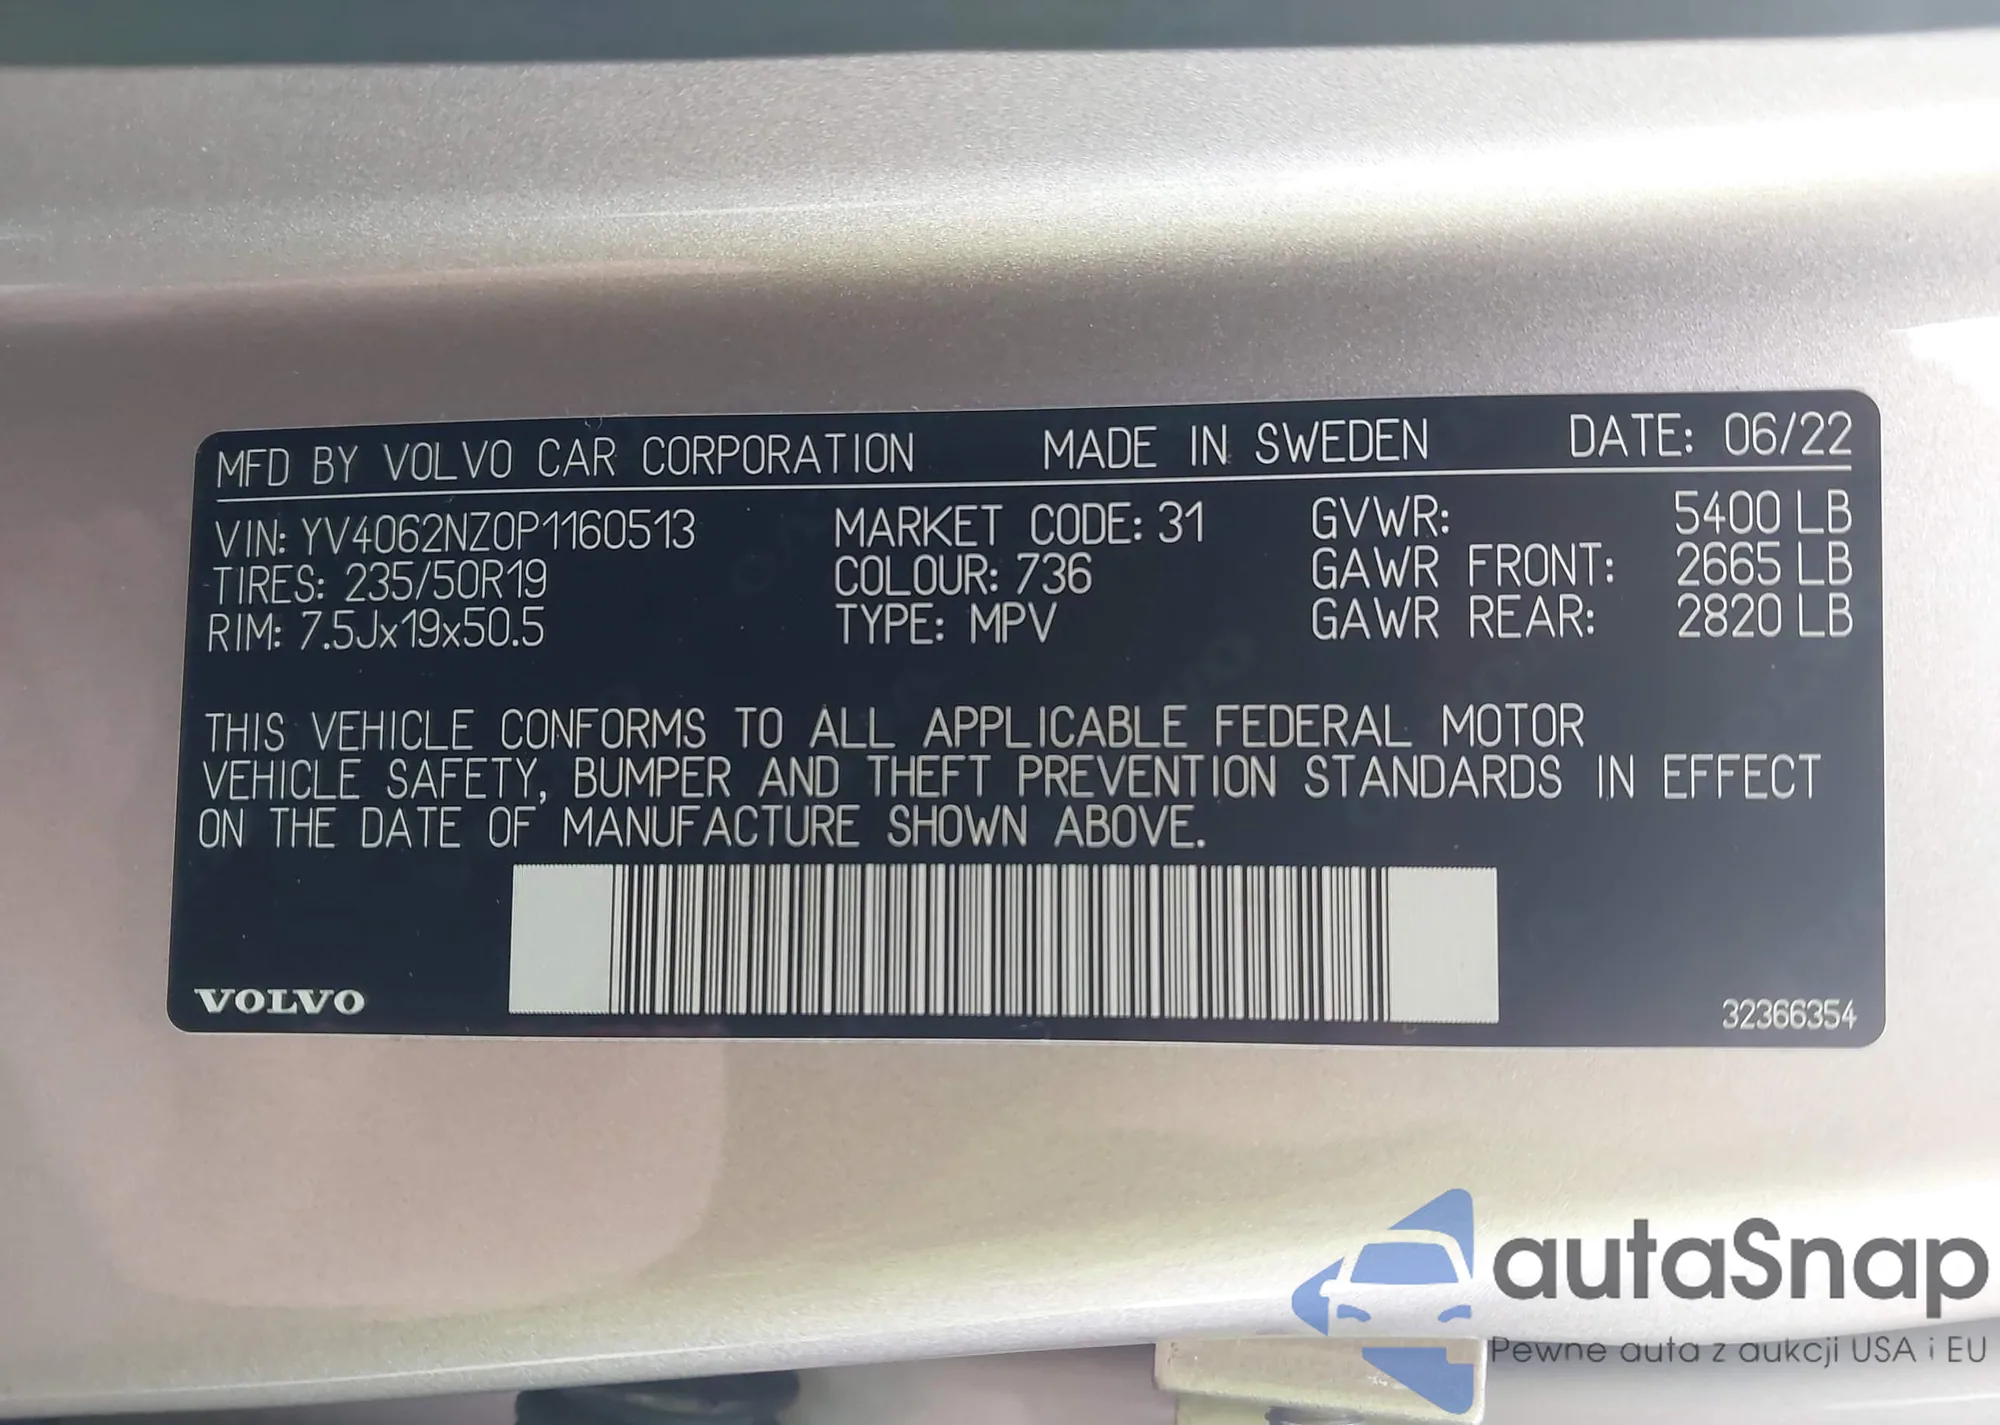 MFD BY VOLVO CAR CORPORATION MADE IN SWEDEN DATE: 06/22
VIN: YV4062NZ0P1160513 MARKET CODE: 31 GVWR: 5400 LB
TIRES: 235/50R19 COLOUR: 736 GAWR FRONT: 2665 LB
RIM: 7.5Jx19x50.5 TYPE: MPV GAWR REAR: 2820 LB
THIS VEHICLE CONFORMS TO ALL APPLICABLE FEDERAL MOTOR
VEHICLE SAFETY, BUMPER AND THEFT PREVENTION STANDARDS IN EFFECT
ON THE DATE OF MANUFACTURE SHOWN ABOVE.
VOLVO 32366354
autaSnap
Pewne auta z aukcji USA i EU